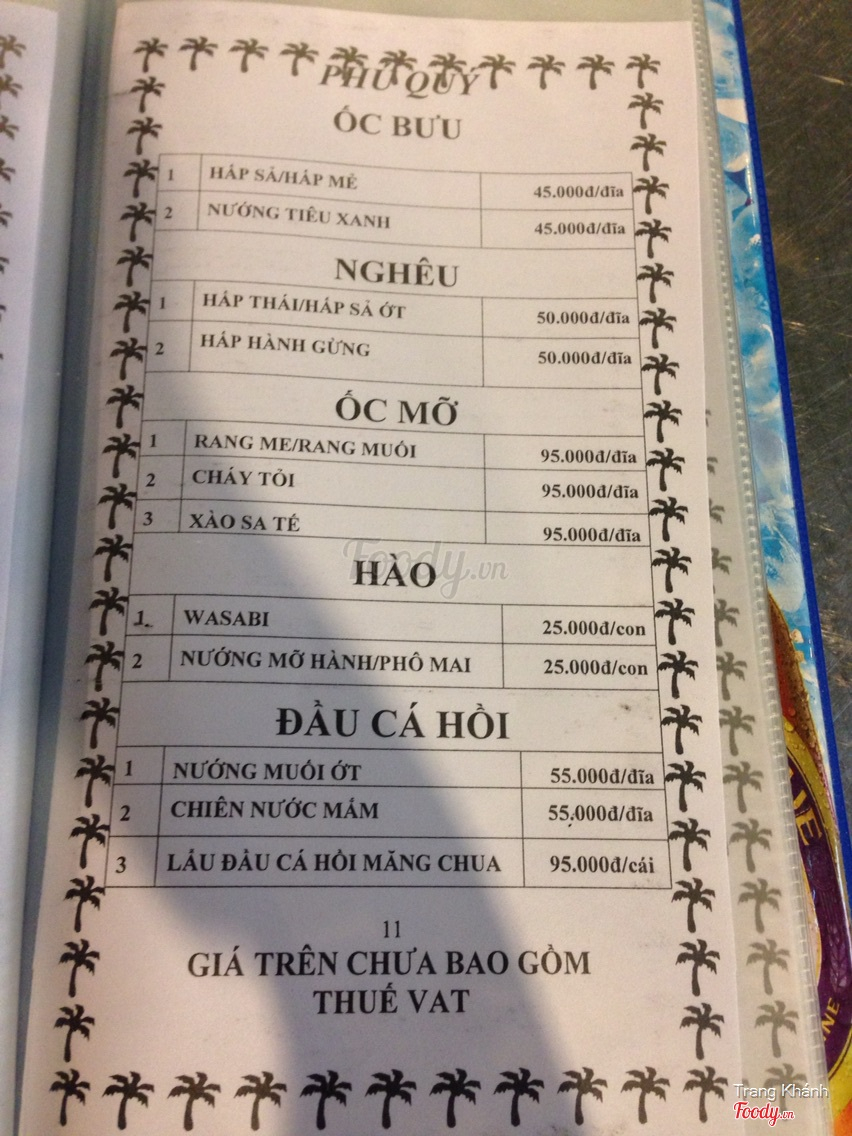 PHÚ QUÝ
ỐC BƯU
1 HẤP SẢ/HẤP MẺ 45.000đ/đĩa
2 NƯỚNG TIÊU XANH 45.000đ/đĩa
NGHÊU
1 HẤP THÁI/HẤP SẢ ỚT 50.000đ/đĩa
2 HẤP HÀNH GỪNG 50.000đ/đĩa
ỐC MỠ
1 RANG ME/RANG MUỐI 95.000đ/đĩa
2 CHÁY TỎI 95.000đ/đĩa
3 XÀO SA TẾ 95.000đ/đĩa
Foody.vn
HÀO
1. WASABI 25.000đ/con
2 NƯỚNG MỠ HÀNH/PHÔ MAI 25.000đ/con
ĐẦU CÁ HỒI
1 NƯỚNG MUỐI ỚT 55.000đ/đĩa
2 CHIÊN NƯỚC MẮM 55.000đ/đĩa
3 LẨU ĐẦU CÁ HỒI MĂNG CHUA 95.000đ/cái
11
GIÁ TRÊN CHƯA BAO GỒM
THUẾ VAT
Trang Khánh
Foody.vn